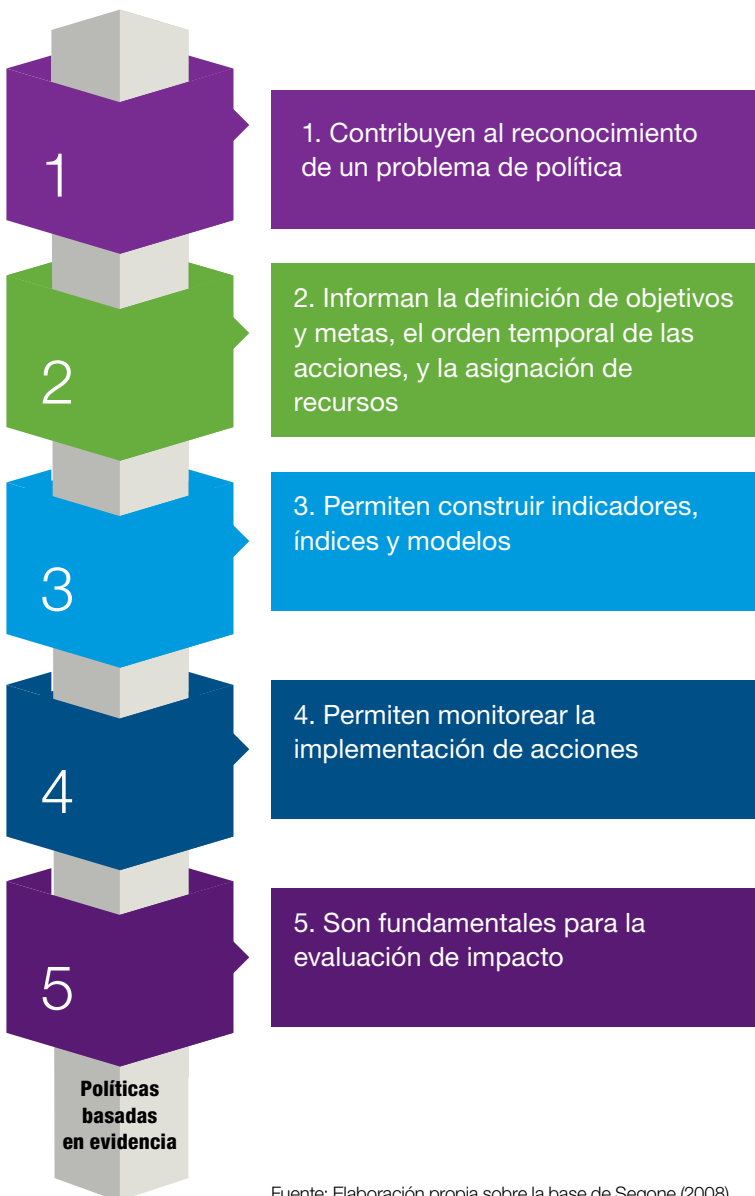 1
1. Contribuyen al reconocimiento
de un problema de política
2
2. Informan la definición de objetivos
y metas, el orden temporal de las
acciones, y la asignación de
recursos
3
3. Permiten construir indicadores,
índices y modelos
4
4. Permiten monitorear la
implementación de acciones
5
5. Son fundamentales para la
evaluación de impacto
Políticas
basadas
en evidencia
Fuente: Elaboración propia sobre la base de Segone (2008)